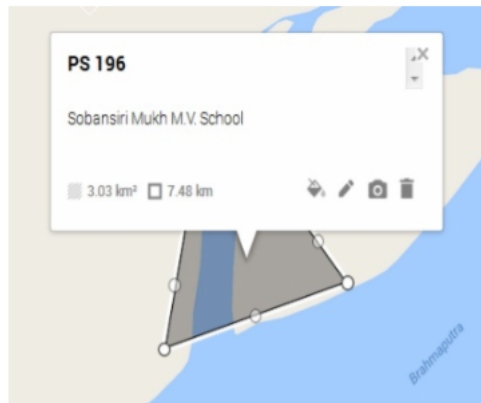 PS 196
Sobansiri Mukh M.V. School
3.03 km² 7.48 km
Brahmaputra